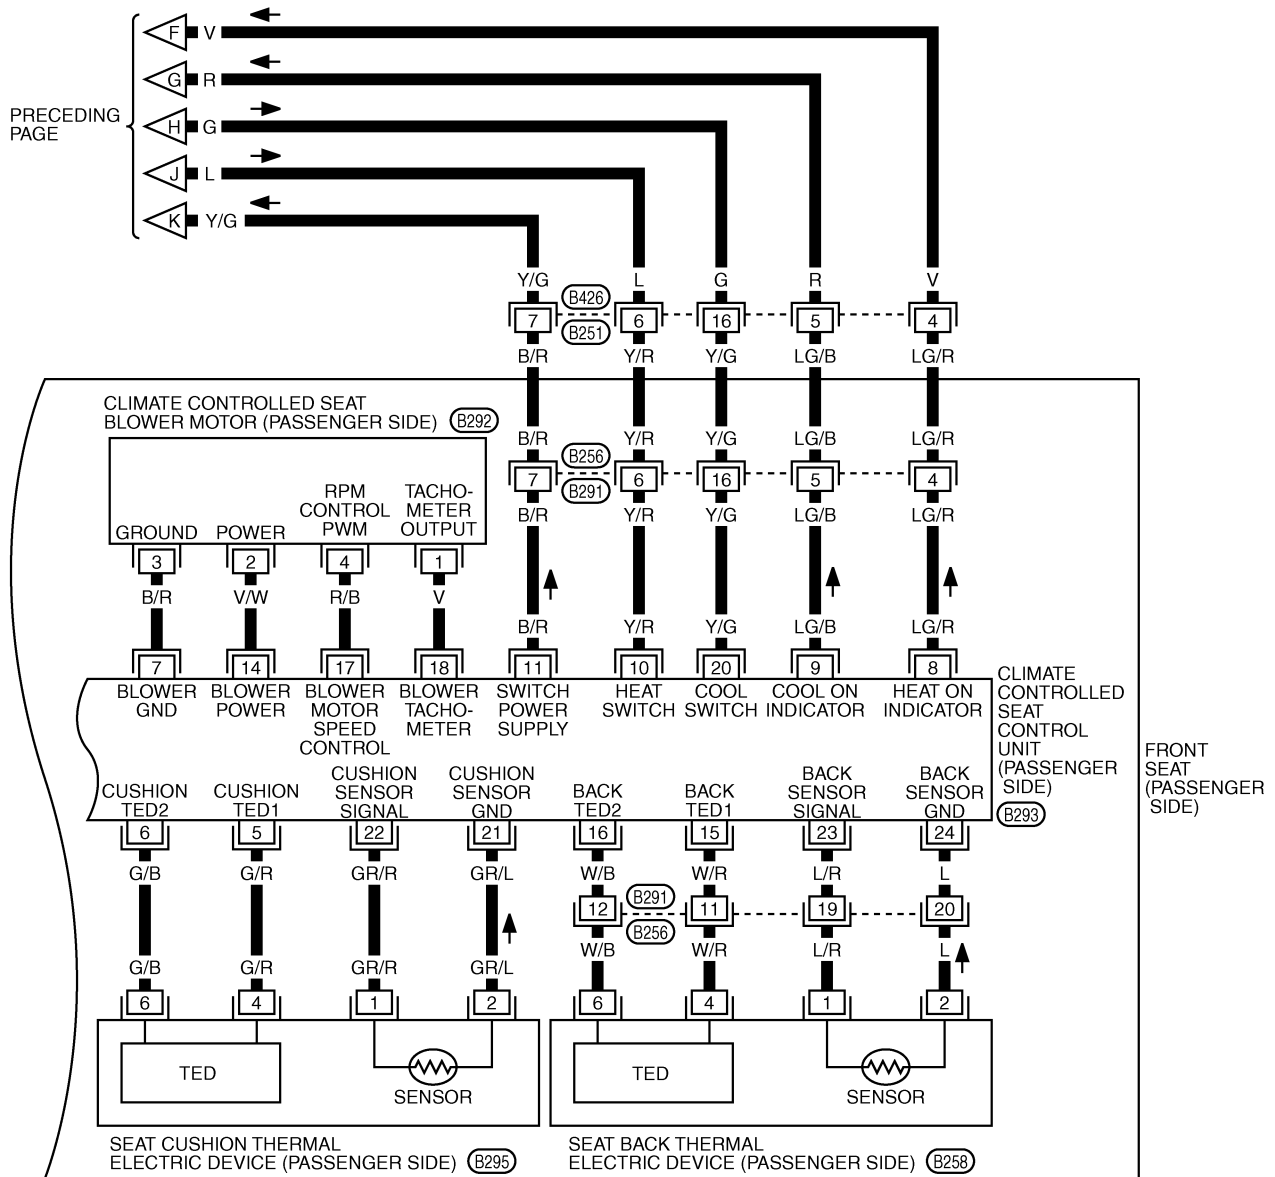 F V
G R
PRECEDING
PAGE
H G
J L
K Y/G
Y/G L G R V
B426
7 6 16 5 4
B251
B/R Y/R Y/G LG/B LG/R
CLIMATE CONTROLLED SEAT
BLOWER MOTOR (PASSENGER SIDE) B292
B/R Y/R Y/G LG/B LG/R
B256
7 6 16 5 4
B291
B/R Y/R Y/G LG/B LG/R
GROUND
POWER
RPM
CONTROL
PWM
TACHO-
METER
OUTPUT
3 2 4 1
B/R V/W R/B V
B/R Y/R Y/G LG/B LG/R
7 14 17 18 11 10 20 9 8
BLOWER
GND
BLOWER
POWER
BLOWER
MOTOR
SPEED
CONTROL
BLOWER
TACHO-
METER
SWITCH
POWER
SUPPLY
HEAT
SWITCH
COOL
SWITCH
COOL ON
INDICATOR
HEAT ON
INDICATOR
CLIMATE
CONTROLLED
SEAT
CONTROL
UNIT
(PASSENGER
SIDE)
B293
FRONT
SEAT
(PASSENGER
SIDE)
CUSHION
TED2
CUSHION
TED1
CUSHION
SENSOR
SIGNAL
CUSHION
SENSOR
GND
BACK
TED2
BACK
TED1
BACK
SENSOR
SIGNAL
BACK
SENSOR
GND
6 5 22 21 16 15 23 24
G/B G/R GR/R GR/L W/B W/R L/R L
B291
12 11 19 20
B256
W/B W/R L/R L
G/B G/R GR/R GR/L
6 4 1 2 6 4 1 2
TED
SENSOR
TED
SENSOR
SEAT CUSHION THERMAL
ELECTRIC DEVICE (PASSENGER SIDE) B295
SEAT BACK THERMAL
ELECTRIC DEVICE (PASSENGER SIDE) B258